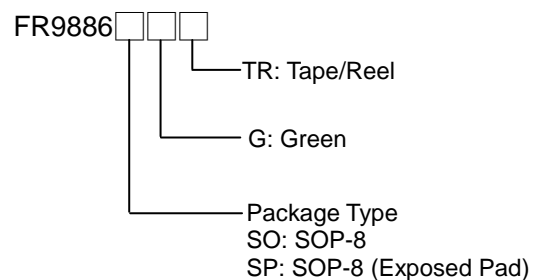 FR9886
TR: Tape/Reel
G: Green
Package Type
SO: SOP-8
SP: SOP-8 (Exposed Pad)